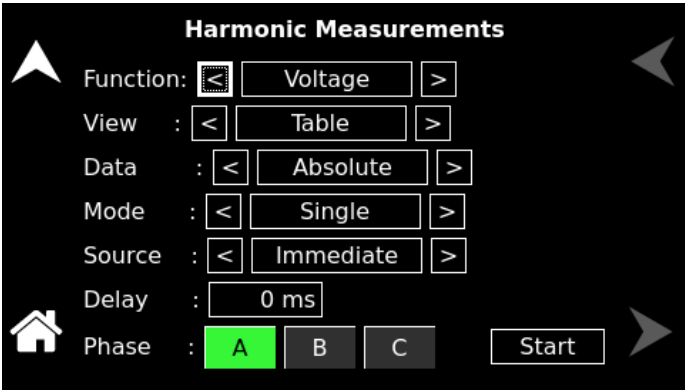 Harmonic Measurements
Function: < Voltage >
View : < Table >
Data : < Absolute >
Mode : < Single >
Source : < Immediate >
Delay : 0 ms
Phase : A B C Start